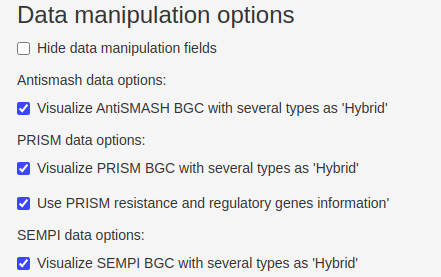 Data manipulation options
Hide data manipulation fields
Antismash data options:
Visualize AntiSMASH BGC with several types as 'Hybrid'
PRISM data options:
Visualize PRISM BGC with several types as 'Hybrid'
Use PRISM resistance and regulatory genes information'
SEMPI data options:
Visualize SEMPI BGC with several types as 'Hybrid'